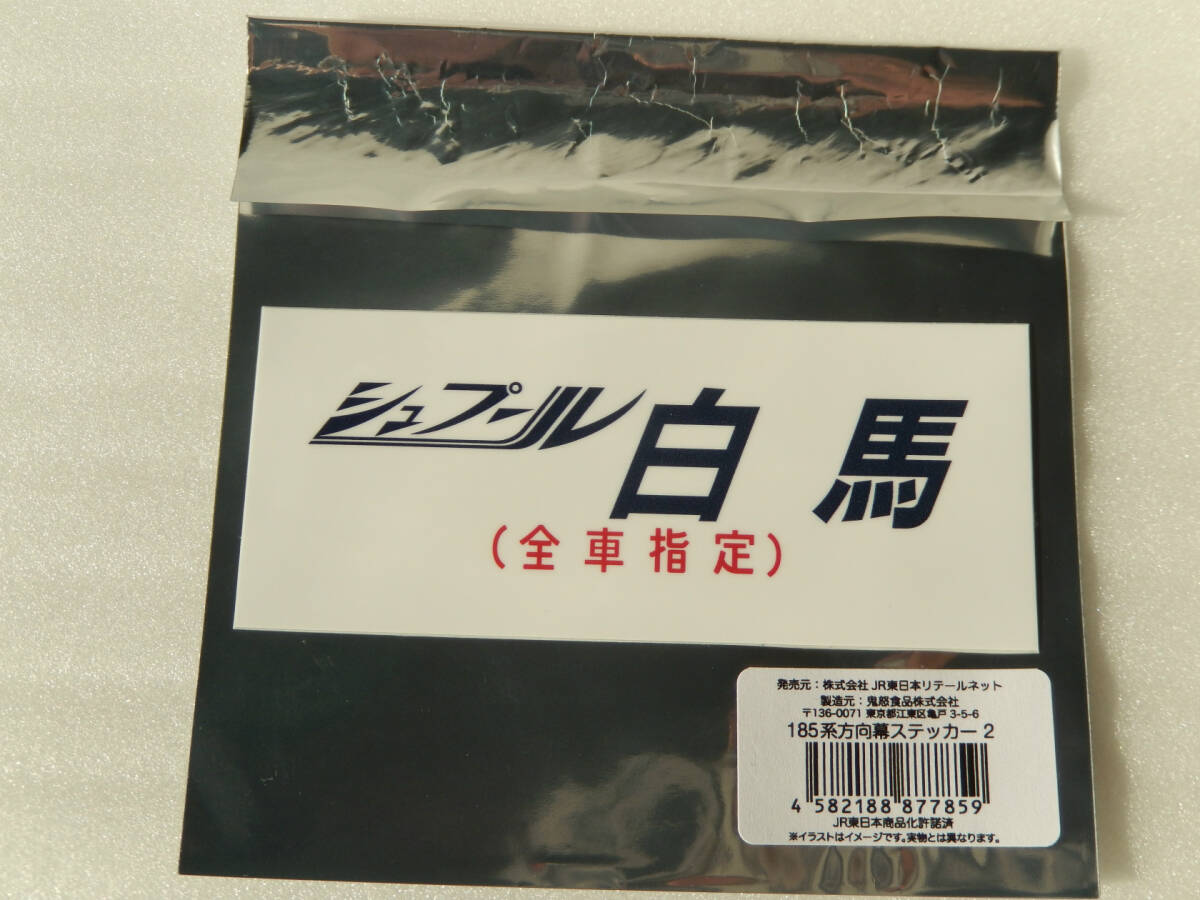 シュプール 白馬
(全車指定)
発売元：株式会社 JR東日本リテールネット
製造元：鬼怒食品株式会社
〒136-0071 東京都江東区亀戸 3-5-6
185系方向幕ステッカー 2
4 582188 877859
JR東日本商品化許諾済
※イラストはイメージです。実物とは異なります。